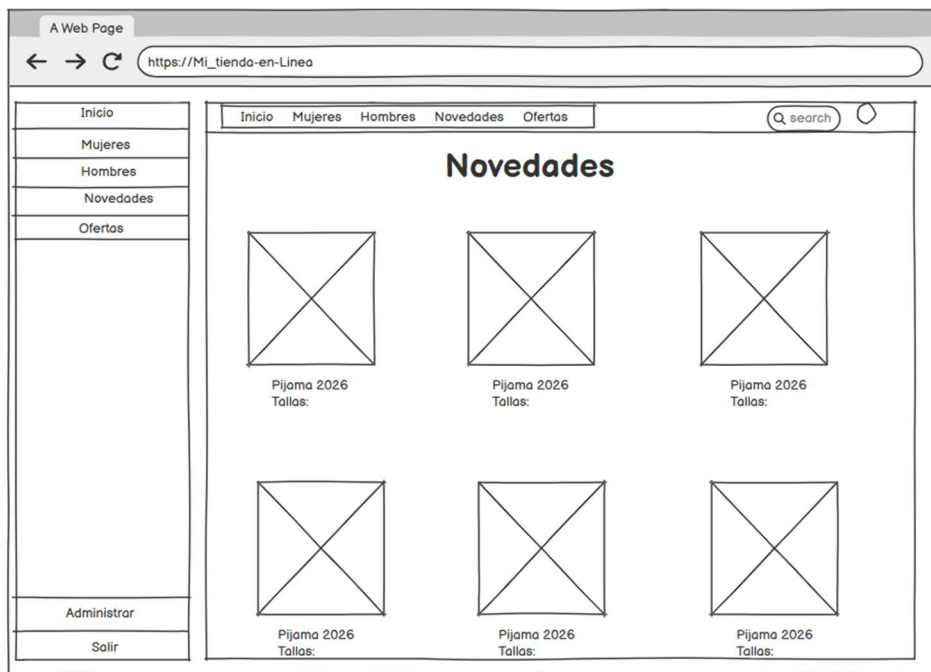 A Web Page
https://Mi_tienda-en-Linea
Inicio
Mujeres
Hombres
Novedades
Ofertas
Administrar
Salir
Inicio Mujeres Hombres Novedades Ofertas
search
Novedades
Pijama 2026
Tallas:
Pijama 2026
Tallas:
Pijama 2026
Tallas:
Pijama 2026
Tallas:
Pijama 2026
Tallas:
Pijama 2026
Tallas: